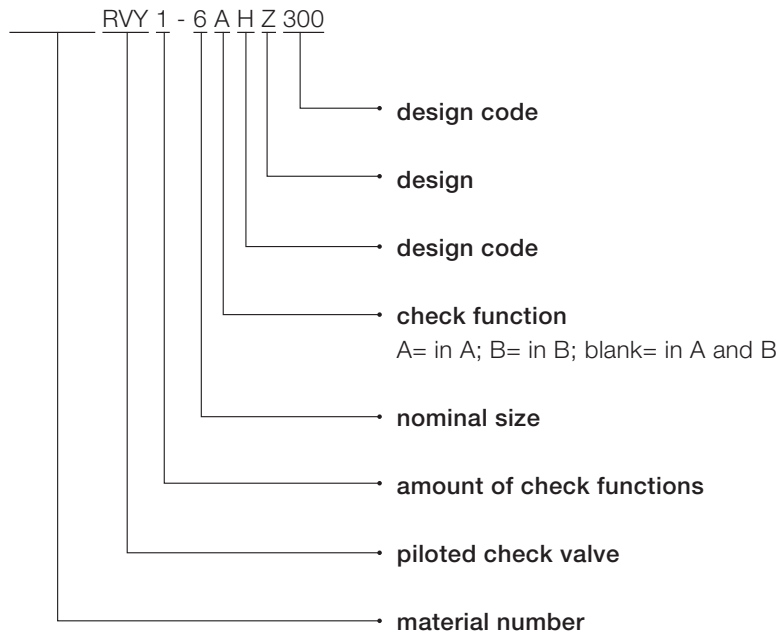 RVY 1 - 6 A H Z 300
design code
design
design code
check function
A= in A; B= in B; blank= in A and B
nominal size
amount of check functions
piloted check valve
material number